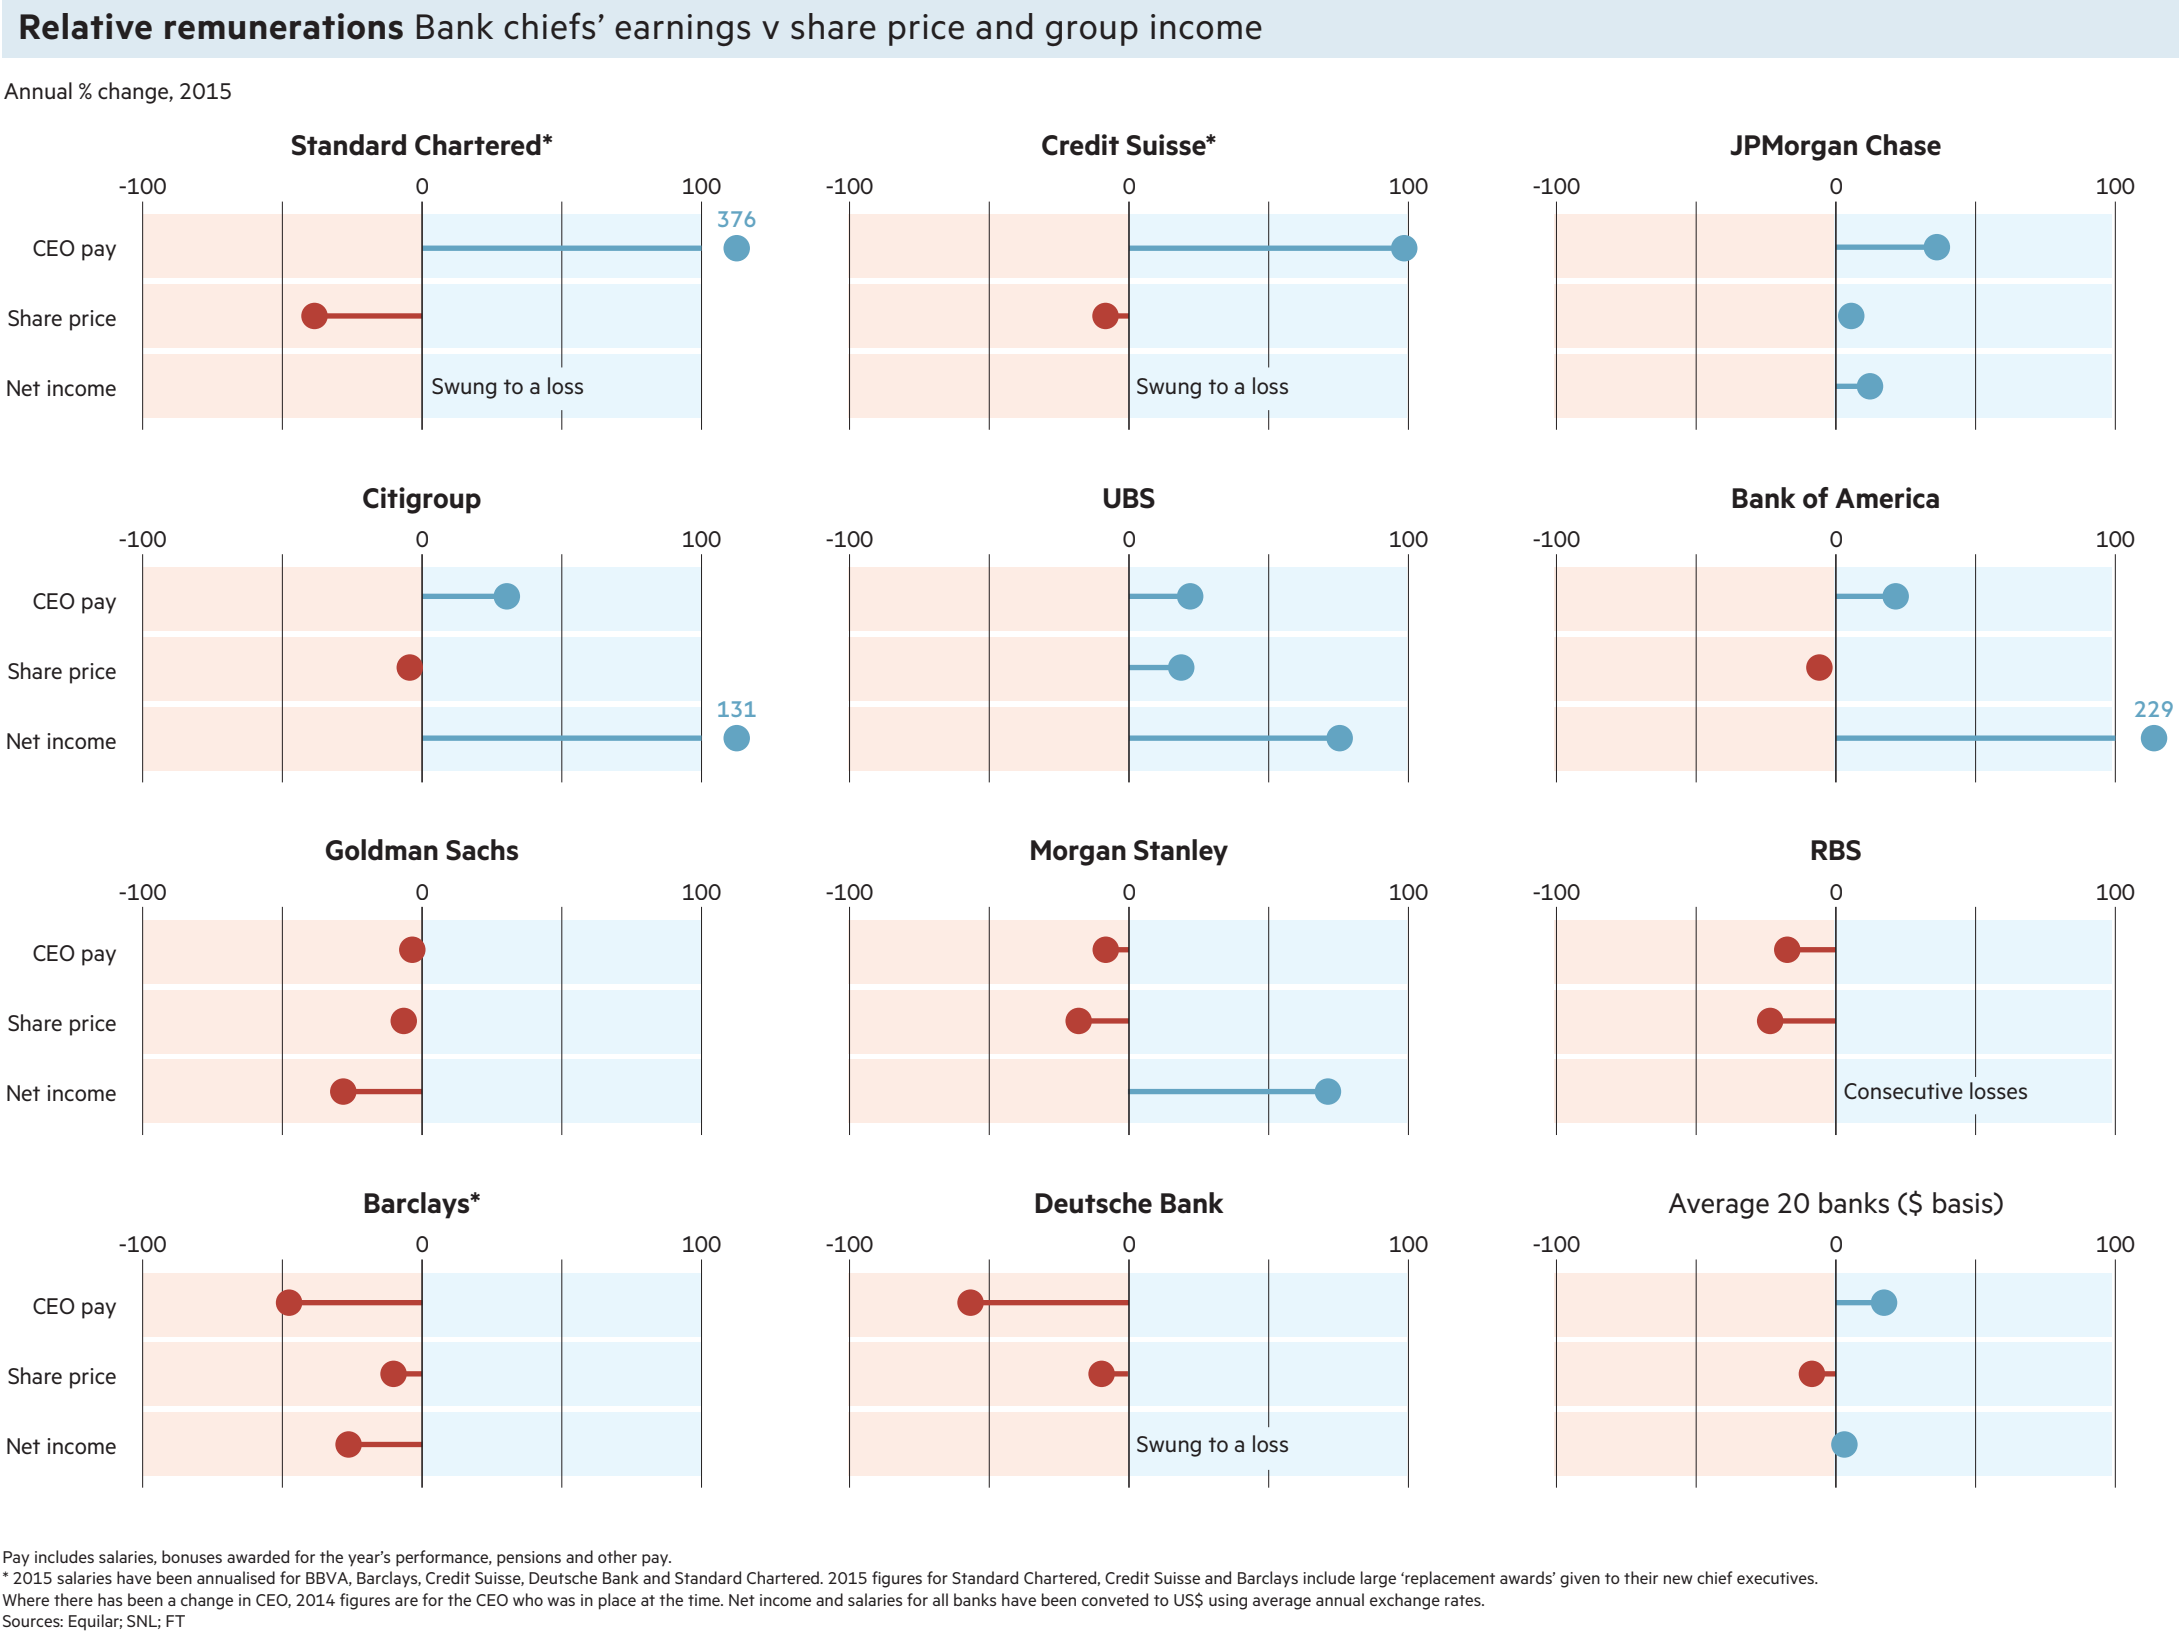 Relative remunerations Bank chiefs’ earnings v share price and group income
Annual % change, 2015
Standard Chartered*
-100 0 100
CEO pay
376
Share price
Net income
Swung to a loss
Credit Suisse*
-100 0 100
Swung to a loss
JPMorgan Chase
-100 0 100
Citigroup
-100 0 100
CEO pay
Share price
Net income
131
UBS
-100 0 100
Bank of America
-100 0 100
229
Goldman Sachs
-100 0 100
CEO pay
Share price
Net income
Morgan Stanley
-100 0 100
RBS
-100 0 100
Consecutive losses
Barclays*
-100 0 100
CEO pay
Share price
Net income
Deutsche Bank
-100 0 100
Swung to a loss
Average 20 banks ($ basis)
-100 0 100
Pay includes salaries, bonuses awarded for the year’s performance, pensions and other pay.
* 2015 salaries have been annualised for BBVA, Barclays, Credit Suisse, Deutsche Bank and Standard Chartered. 2015 figures for Standard Chartered, Credit Suisse and Barclays include large ‘replacement awards’ given to their new chief executives.
Where there has been a change in CEO, 2014 figures are for the CEO who was in place at the time. Net income and salaries for all banks have been conveted to US$ using average annual exchange rates.
Sources: Equilar; SNL; FT